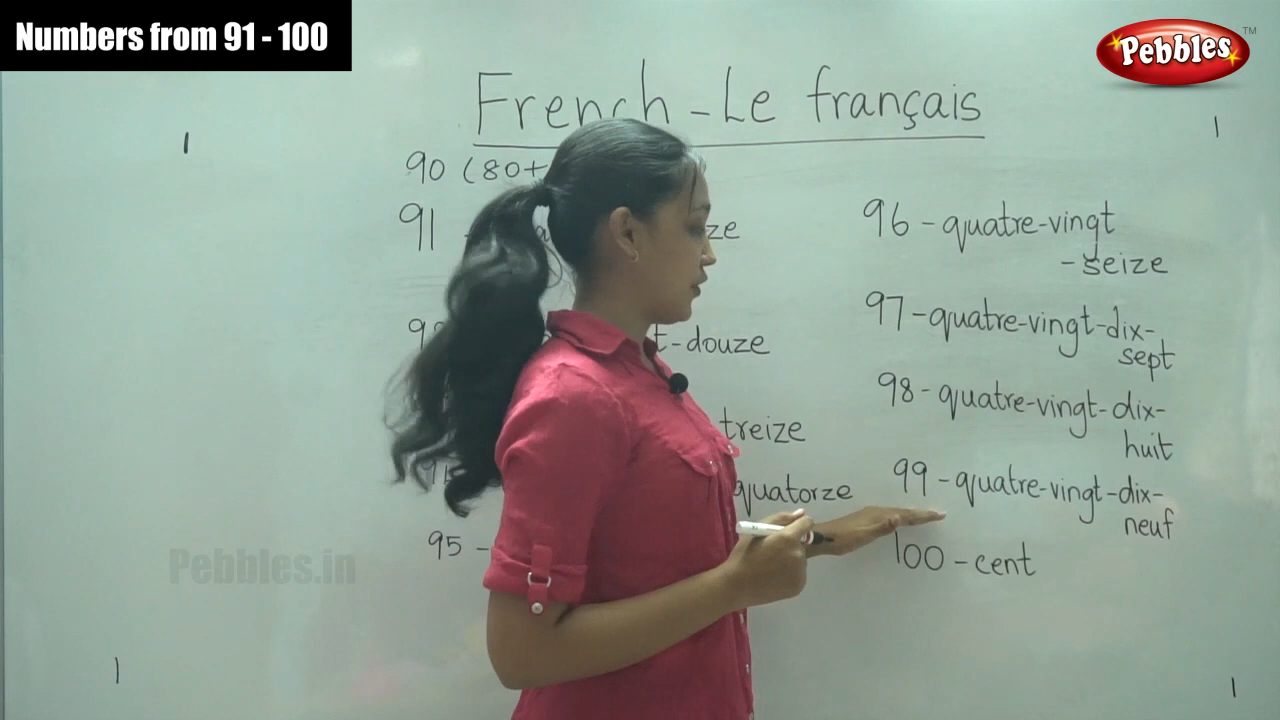 Numbers from 91 - 100
Pebbles TM
French - Le français
90 (80+
91 -
ze
t-douze
treize
quatorze
95 -
96 - quatre-vingt
- seize
97 - quatre-vingt-dix-
sept
98 - quatre-vingt-dix-
huit
99 - quatre-vingt-dix-
neuf
100 - cent
Pebbles.in